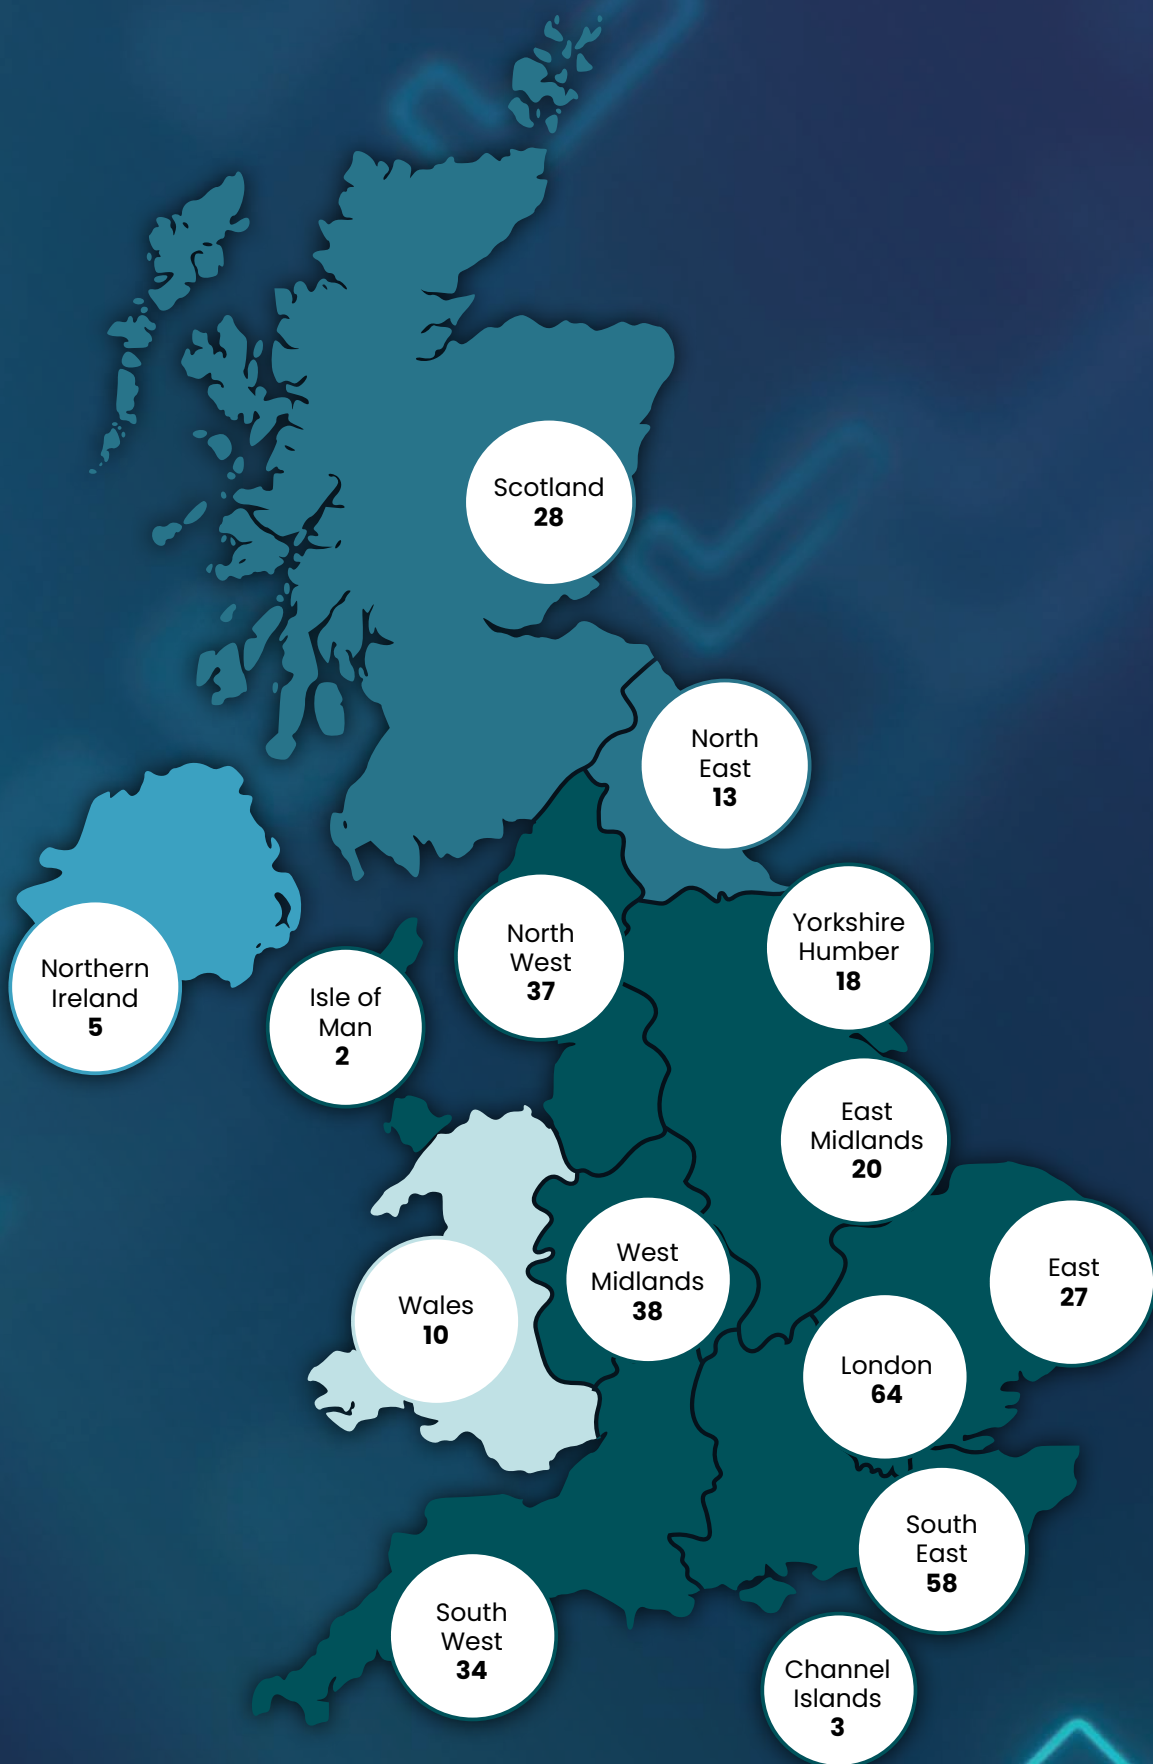 Scotland
28
North
East
13
North
West
37
Yorkshire
Humber
18
Northern
Ireland
5
Isle of
Man
2
East
Midlands
20
West
Midlands
38
East
27
Wales
10
London
64
South
East
58
South
West
34
Channel
Islands
3